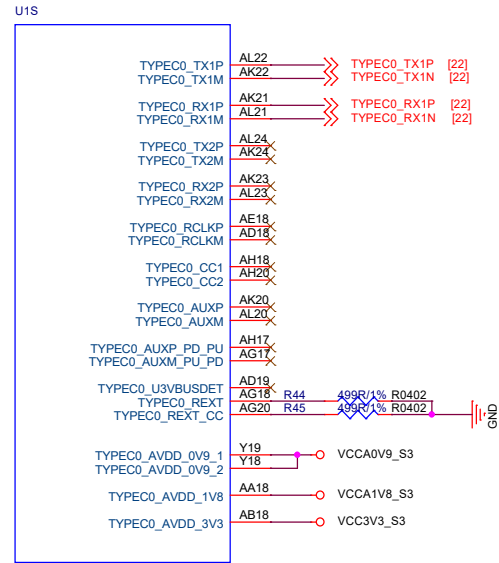 U1S
TYPEC0_TX1P AL22 TYPEC0_TX1P [22]
TYPEC0_TX1M AK22 TYPEC0_TX1N [22]
TYPEC0_RX1P AK21 TYPEC0_RX1P [22]
TYPEC0_RX1M AL21 TYPEC0_RX1N [22]
TYPEC0_TX2P AL24
TYPEC0_TX2M AK24
TYPEC0_RX2P AK23
TYPEC0_RX2M AL23
TYPEC0_RCLKP AE18
TYPEC0_RCLKM AD18
TYPEC0_CC1 AH18
TYPEC0_CC2 AH20
TYPEC0_AUXP AK20
TYPEC0_AUXM AL20
TYPEC0_AUXP_PD_PU AH17
TYPEC0_AUXM_PU_PD AG17
TYPEC0_U3VBUSDET AD19
TYPEC0_REXT AG18 R44 499R/1% R0402
TYPEC0_REXT_CC AG20 R45 499R/1% R0402
GND
TYPEC0_AVDD_0V9_1 Y19 VCCA0V9_S3
TYPEC0_AVDD_0V9_2 Y18
TYPEC0_AVDD_1V8 AA18 VCCA1V8_S3
TYPEC0_AVDD_3V3 AB18 VCC3V3_S3